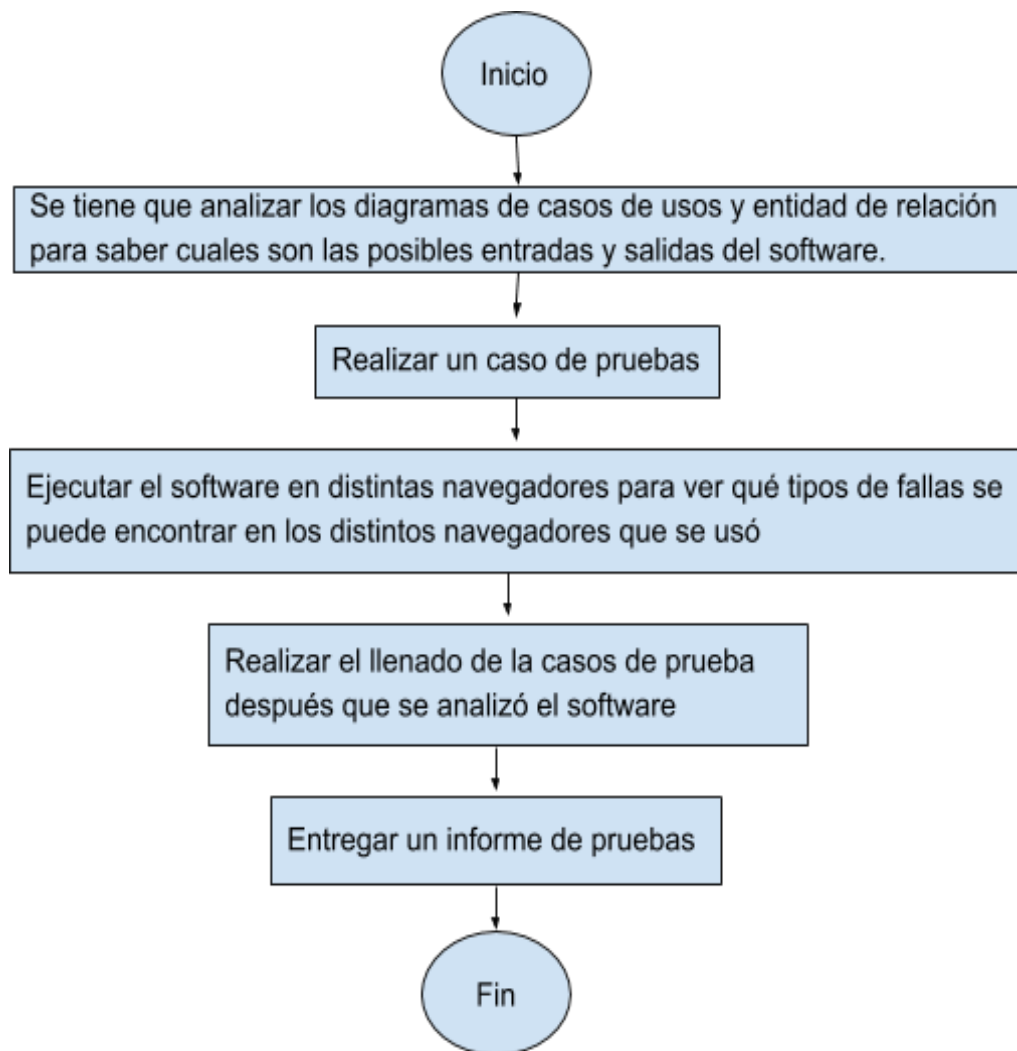 Inicio
Se tiene que analizar los diagramas de casos de usos y entidad de relación
para saber cuales son las posibles entradas y salidas del software.
Realizar un caso de pruebas
Ejecutar el software en distintas navegadores para ver qué tipos de fallas se
puede encontrar en los distintos navegadores que se usó
Realizar el llenado de la casos de prueba
después que se analizó el software
Entregar un informe de pruebas
Fin